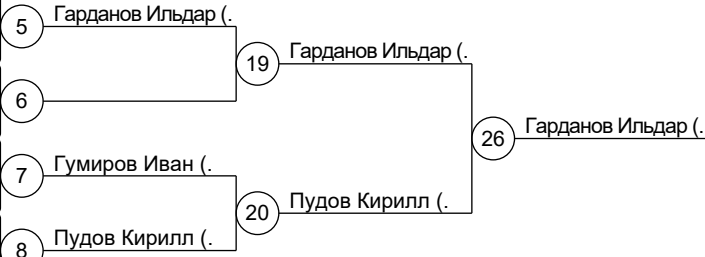 5 Гарданов Ильдар (.
19 Гарданов Ильдар (.
6
26 Гарданов Ильдар (.
7 Гумиров Иван (.
20 Пудов Кирилл (.
8 Пудов Кирилл (.